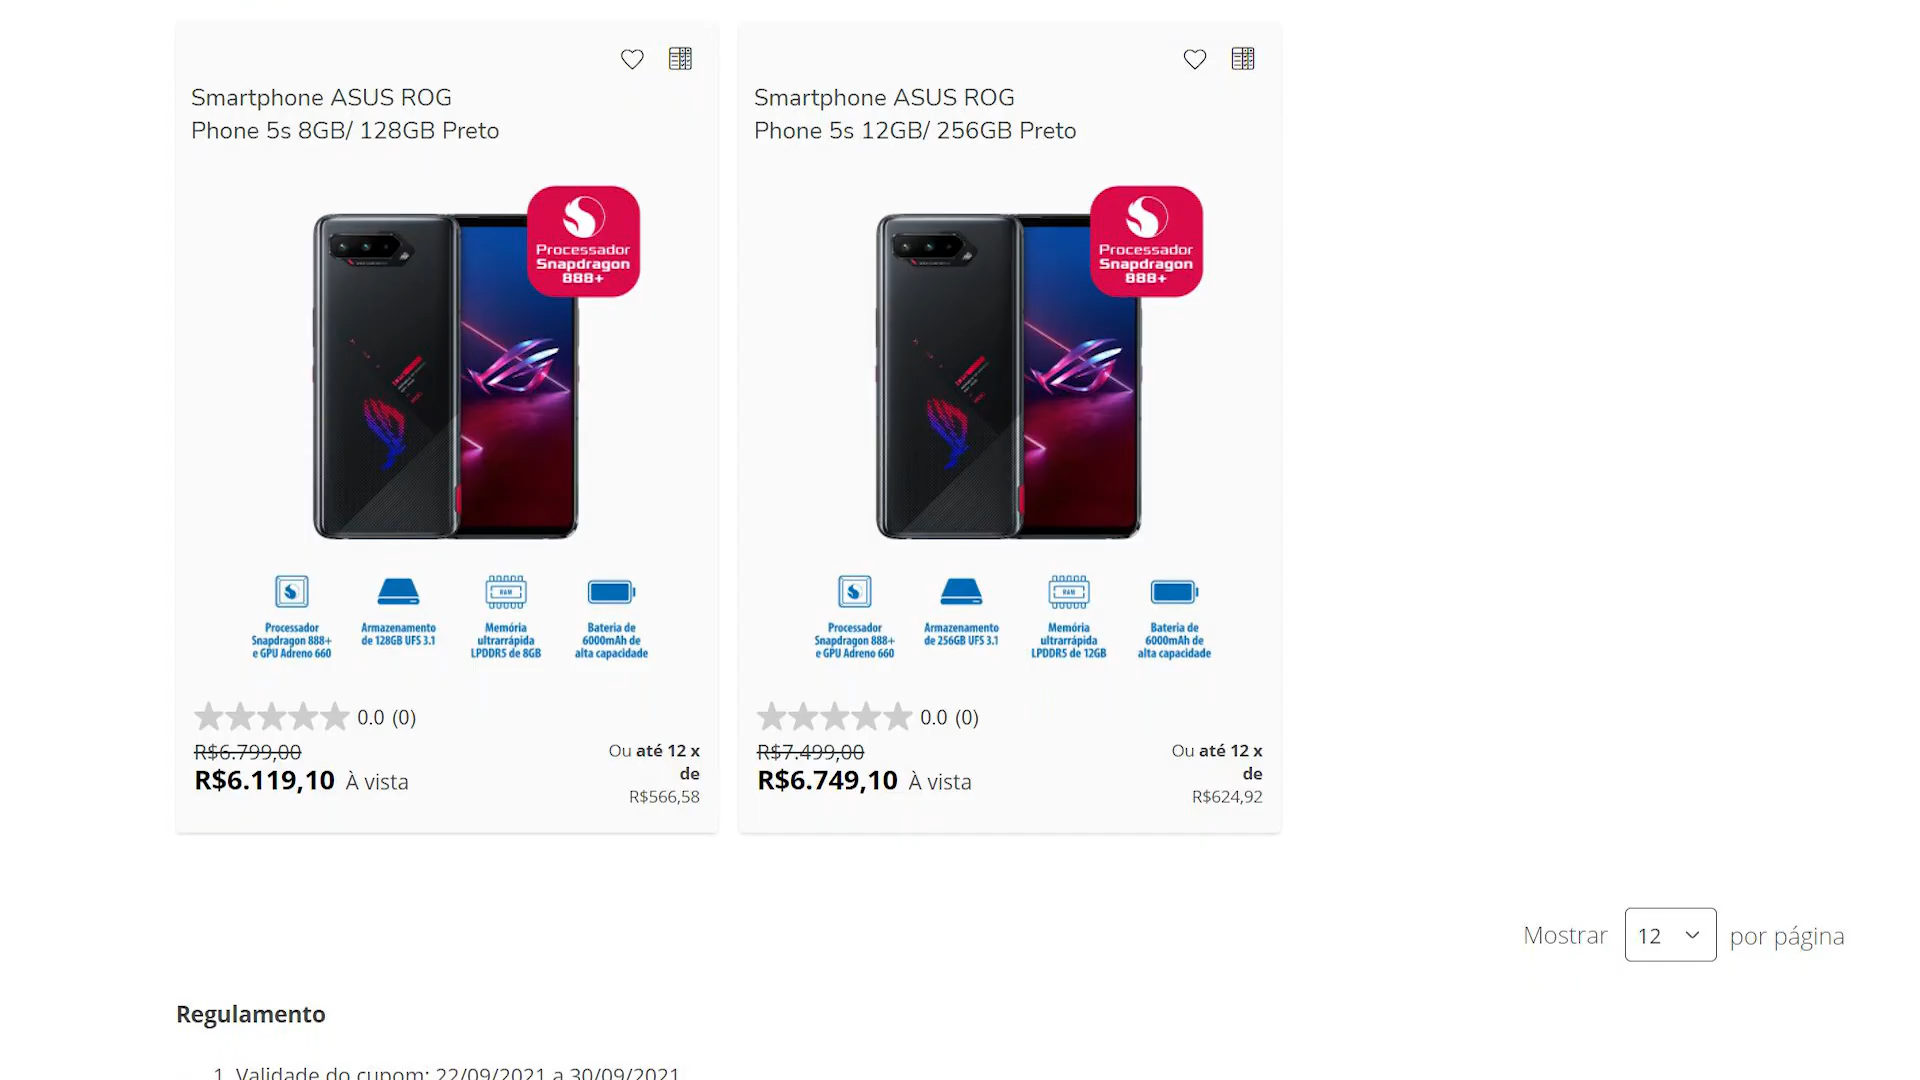 Smartphone ASUS ROG
Phone 5s 8GB/ 128GB Preto
Processador
Snapdragon
888+
Processador
Snapdragon 888+
e GPU Adreno 660
Armazenamento
de 128GB UFS 3.1
RAM
Memória
ultrarrápida
LPDDR5 de 8GB
Bateria de
6000mAh de
alta capacidade
0.0 (0)
R$6.799,00
R$6.119,10 À vista
Ou até 12 x
de
R$566,58
Smartphone ASUS ROG
Phone 5s 12GB/ 256GB Preto
Processador
Snapdragon
888+
Processador
Snapdragon 888+
e GPU Adreno 660
Armazenamento
de 256GB UFS 3.1
RAM
Memória
ultrarrápida
LPDDR5 de 12GB
Bateria de
6000mAh de
alta capacidade
0.0 (0)
R$7.499,00
R$6.749,10 À vista
Ou até 12 x
de
R$624,92
Mostrar 12 por página
Regulamento
1. Validade do cupom: 22/09/2021 a 30/09/2021